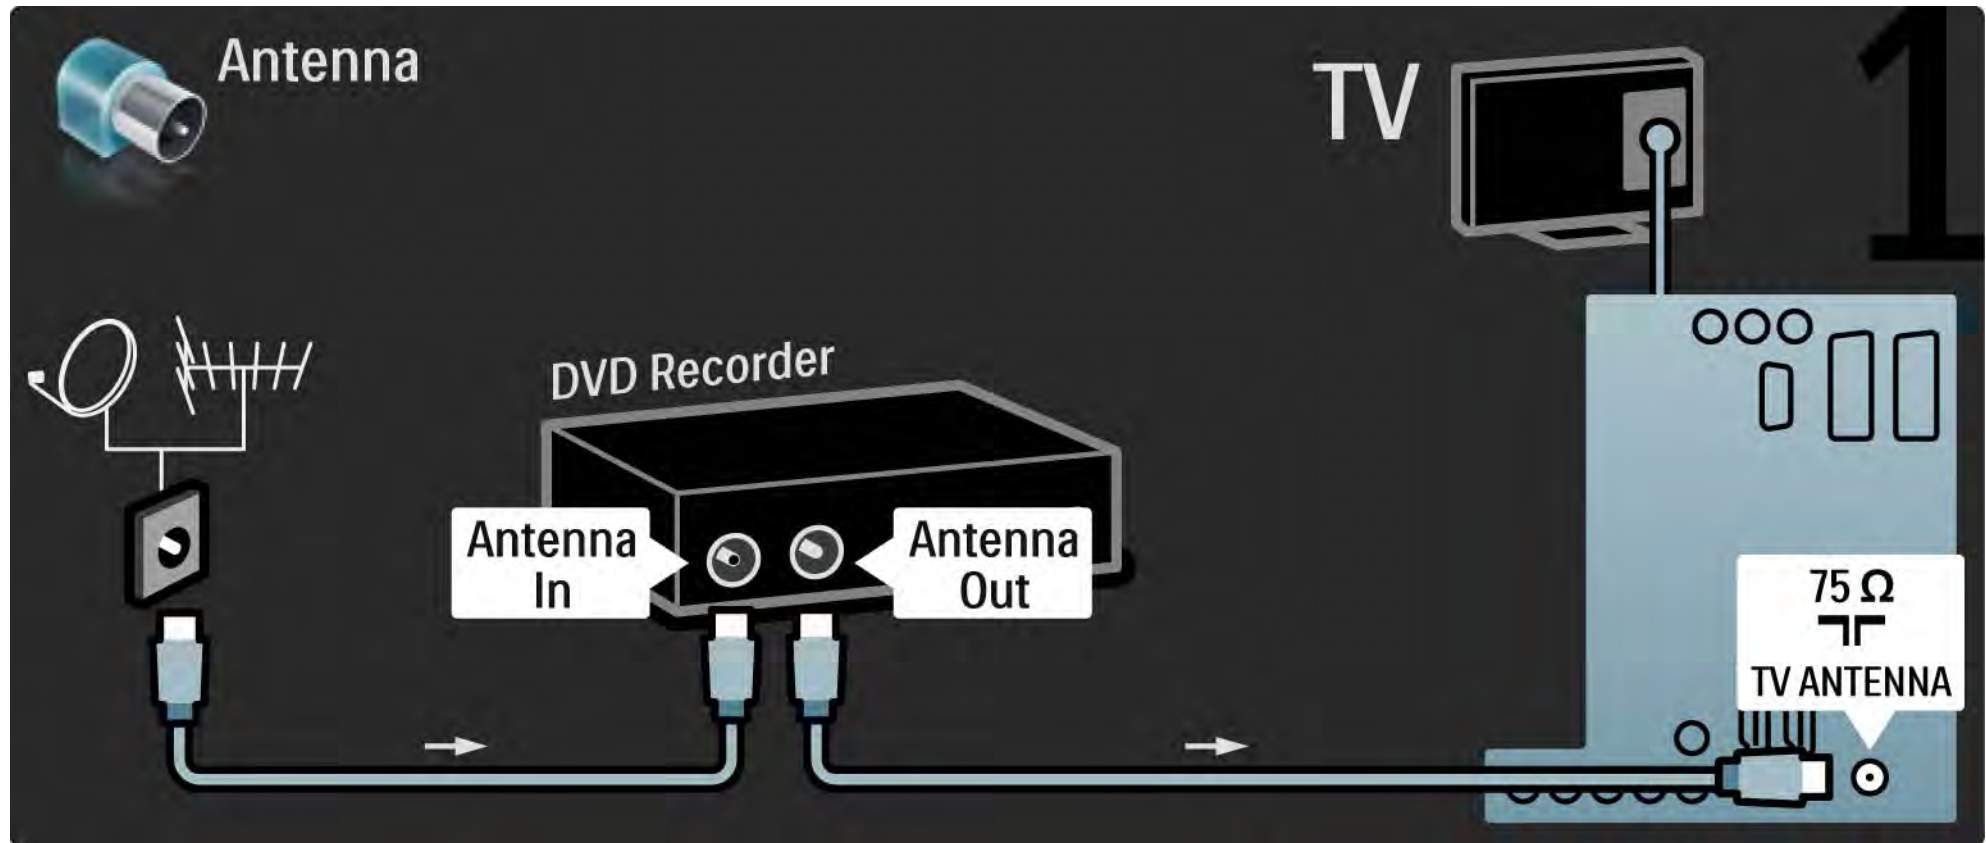 Antenna
TV
1
DVD Recorder
Antenna
In
Antenna
Out
75 Ω
TV ANTENNA